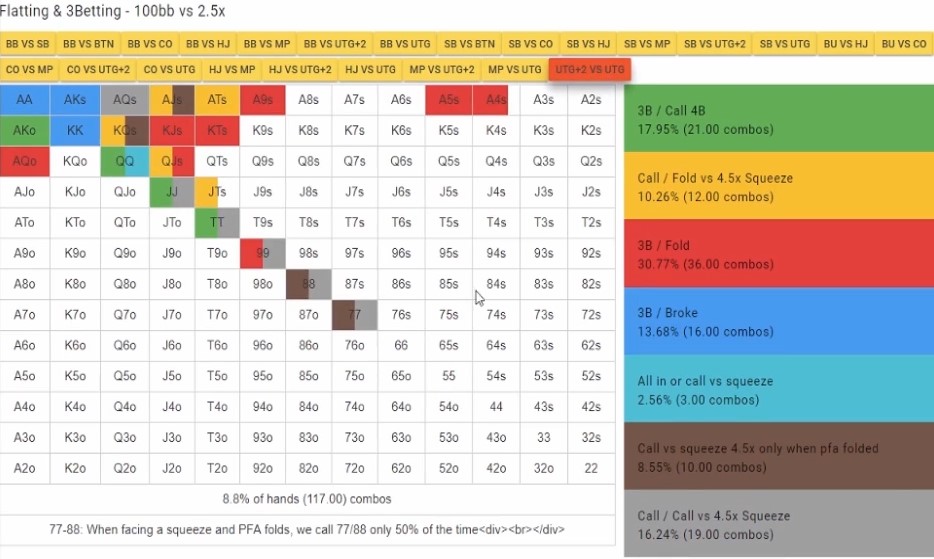 Flatting & 3Betting - 100bb vs 2.5x
BB VS SB BB VS BTN BB VS CO BB VS HJ BB VS MP BB VS UTG+2 BB VS UTG SB VS BTN SB VS CO SB VS HJ SB VS MP SB VS UTG+2 SB VS UTG BU VS HJ BU VS CO
CO VS MP CO VS UTG+2 CO VS UTG HJ VS MP HJ VS UTG+2 HJ VS UTG MP VS UTG+2 MP VS UTG UTG+2 VS UTG
AA AKs AQs AJs ATs A9s A8s A7s A6s A5s A4s A3s A2s
AKo KK KQs KJs KTs K9s K8s K7s K6s K5s K4s K3s K2s
AQo KQo QQ QJs QTs Q9s Q8s Q7s Q6s Q5s Q4s Q3s Q2s
AJo KJo QJo JJ JTs J9s J8s J7s J6s J5s J4s J3s J2s
ATo KTo QTo JTo TT T9s T8s T7s T6s T5s T4s T3s T2s
A9o K9o Q9o J9o T9o 99 98s 97s 96s 95s 94s 93s 92s
A8o K8o Q8o J8o T8o 98o 88 87s 86s 85s 84s 83s 82s
A7o K7o Q7o J7o T7o 97o 87o 77 76s 75s 74s 73s 72s
A6o K6o Q6o J6o T6o 96o 86o 76o 66 65s 64s 63s 62s
A5o K5o Q5o J5o T5o 95o 85o 75o 65o 55 54s 53s 52s
A4o K4o Q4o J4o T4o 94o 84o 74o 64o 54o 44 43s 42s
A3o K3o Q3o J3o T3o 93o 83o 73o 63o 53o 43o 33 32s
A2o K2o Q2o J2o T2o 92o 82o 72o 62o 52o 42o 32o 22
8.8% of hands (117.00) combos
77-88: When facing a squeeze and PFA folds, we call 77/88 only 50% of the time<div><br></div>
3B / Call 4B
17.95% (21.00 combos)
Call / Fold vs 4.5x Squeeze
10.26% (12.00 combos)
3B / Fold
30.77% (36.00 combos)
3B / Broke
13.68% (16.00 combos)
All in or call vs squeeze
2.56% (3.00 combos)
Call vs squeeze 4.5x only when pfa folded
8.55% (10.00 combos)
Call / Call vs 4.5x Squeeze
16.24% (19.00 combos)